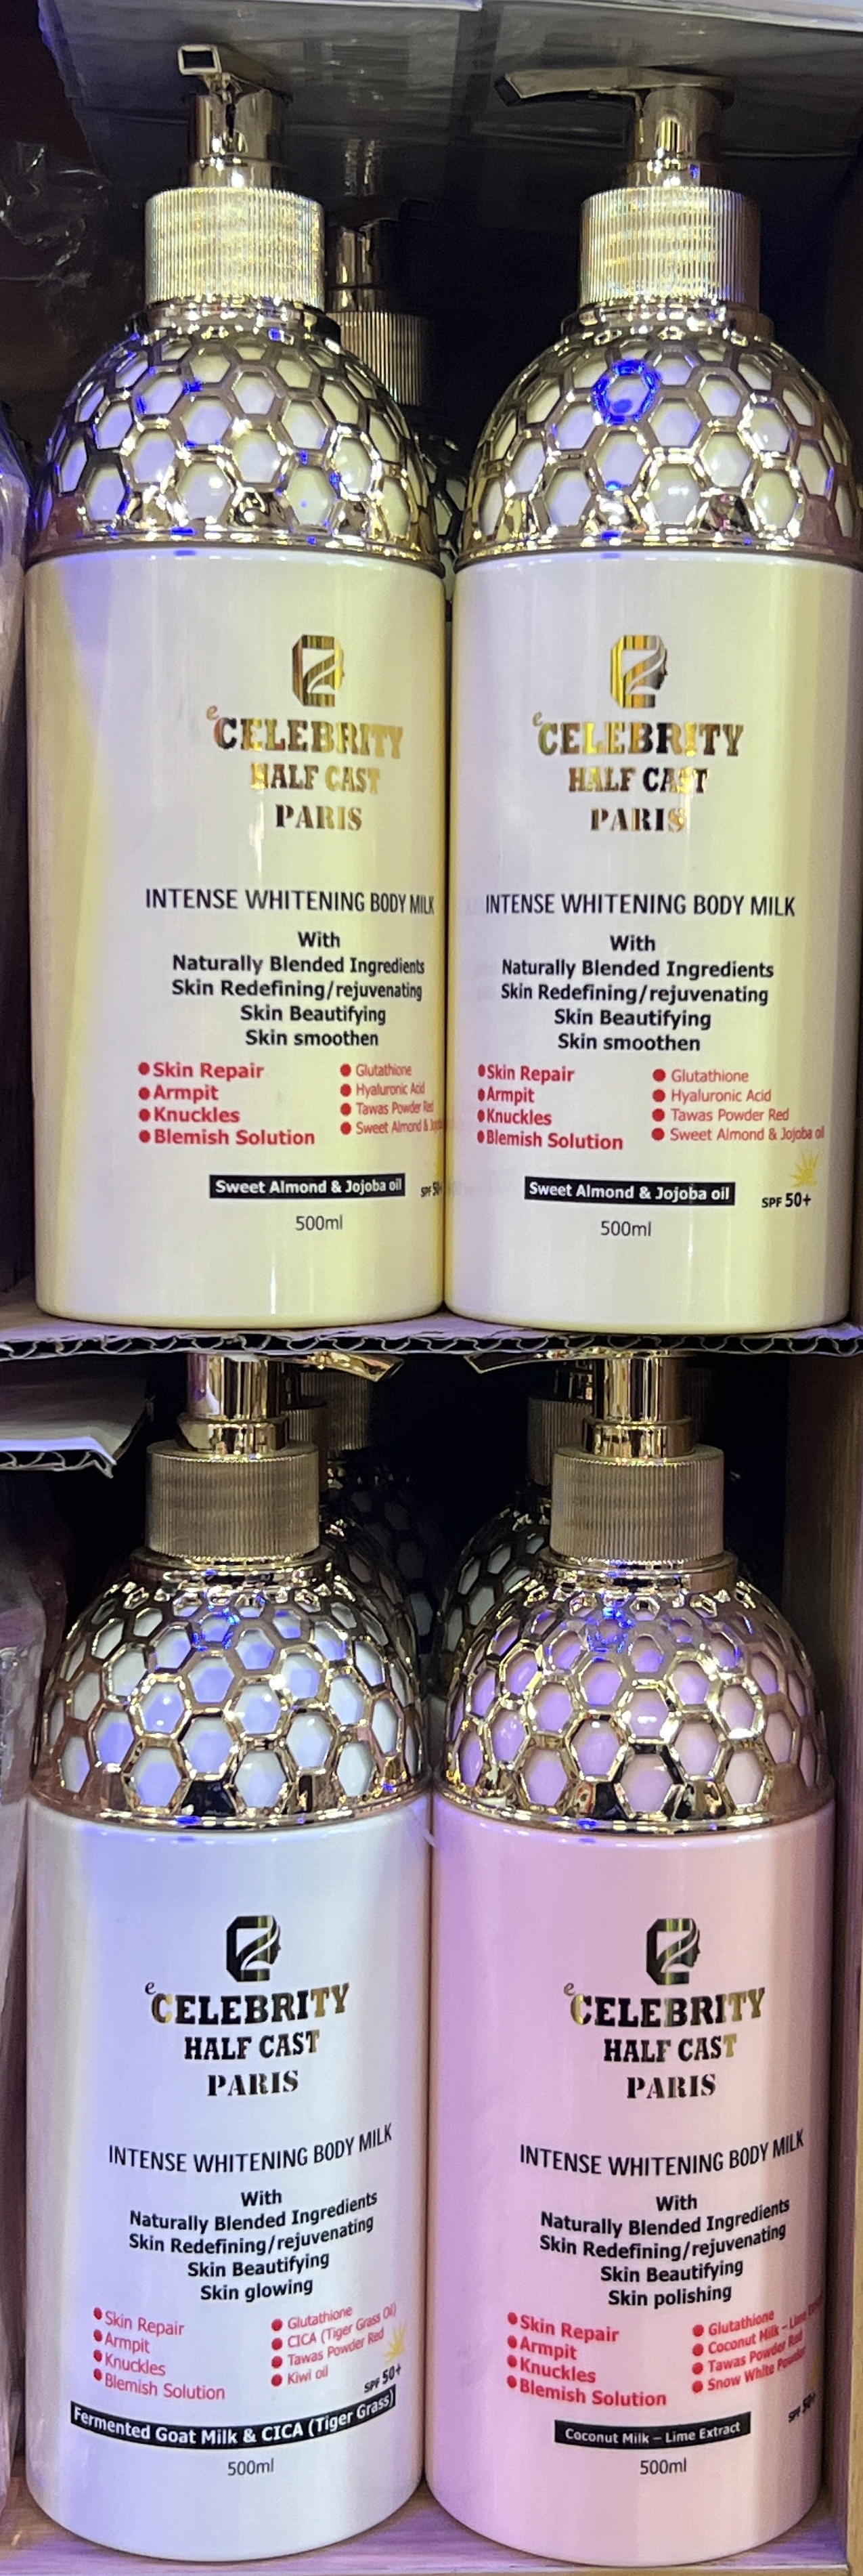 e CELEBRITY
HALF CAST
PARIS
INTENSE WHITENING BODY MILK
With
Naturally Blended Ingredients
Skin Redefining/rejuvenating
Skin Beautifying
Skin smoothen
Skin Repair
Armpit
Knuckles
Blemish Solution
Glutathione
Hyaluronic Acid
Tawas Powder Red
Sweet Almond &
Sweet Almond & Jojoba oil
SPF 50+
500ml
e CELEBRITY
HALF CAST
PARIS
INTENSE WHITENING BODY MILK
With
Naturally Blended Ingredients
Skin Redefining/rejuvenating
Skin Beautifying
Skin smoothen
Skin Repair
Armpit
Knuckles
Blemish Solution
Glutathione
Hyaluronic Acid
Tawas Powder Red
Sweet Almond & Jojoba oil
Sweet Almond & Jojoba oil
SPF 50+
500ml
e CELEBRITY
HALF CAST
PARIS
INTENSE WHITENING BODY MILK
With
Naturally Blended Ingredients
Skin Redefining/rejuvenating
Skin Beautifying
Skin glowing
Skin Repair
Armpit
Knuckles
Blemish Solution
Glutathione
CICA (Tiger Grass Oil)
Tawas Powder Red
Kiwi oil
SPF 50+
Fermented Goat Milk & CICA (Tiger Grass)
500ml
e CELEBRITY
HALF CAST
PARIS
INTENSE WHITENING BODY MILK
With
Naturally Blended Ingredients
Skin Redefining/rejuvenating
Skin Beautifying
Skin polishing
Skin Repair
Armpit
Knuckles
Blemish Solution
Glutathione
Coconut Milk – Lime
Tawas Powder Red
Snow White Powder
SPF 50+
Coconut Milk – Lime Extract
500ml